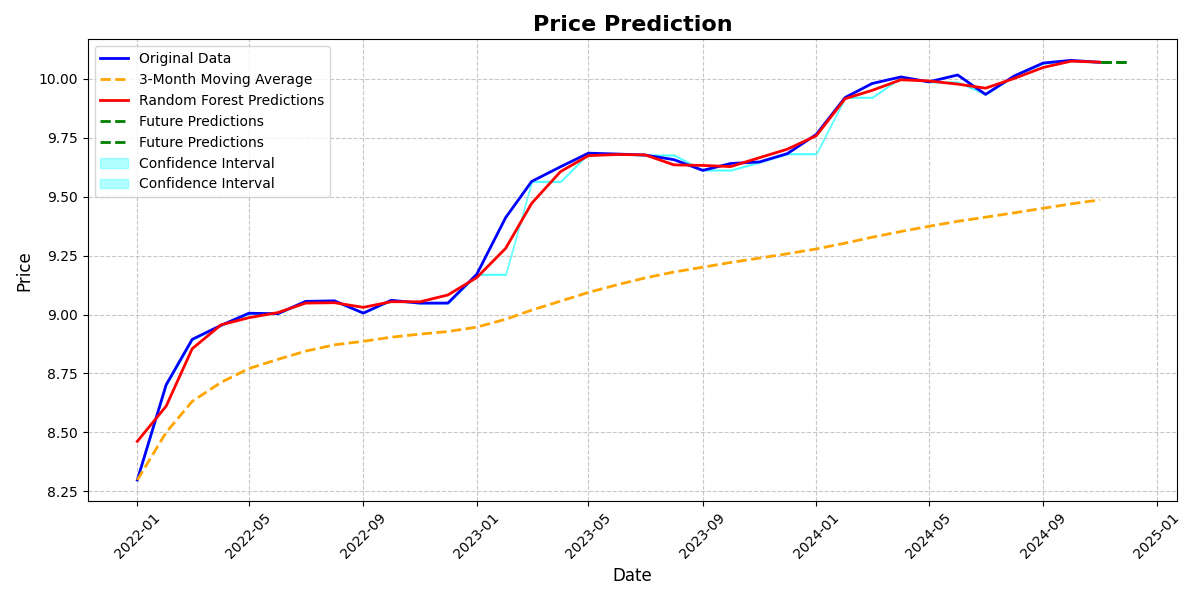 Price Prediction
Original Data
3-Month Moving Average
Random Forest Predictions
Future Predictions
Future Predictions
Confidence Interval
Confidence Interval
Price
10.00
9.75
9.50
9.25
9.00
8.75
8.50
8.25
2022-01
2022-05
2022-09
2023-01
2023-05
2023-09
2024-01
2024-05
2024-09
2025-01
Date